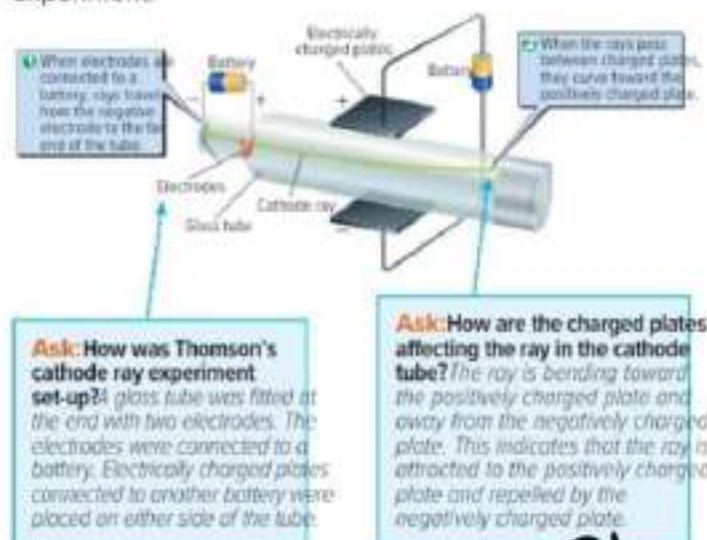 Experiment
1 When electrodes are
connected to a
battery, rays travel
from the negative
electrode to the far
end of the tube.
Battery
Electrically
charged plates
Battery
2 When the rays pass
between charged plates,
they curve toward the
positively charged plate.
− +
+
−
Electrodes
Cathode ray
Glass tube
Ask: How was Thomson's
cathode ray experiment
set-up? A glass tube was fitted at
the end with two electrodes. The
electrodes were connected to a
battery. Electrically charged plates
connected to another battery were
placed on either side of the tube.
Ask: How are the charged plates
affecting the ray in the cathode
tube? The ray is bending toward
the positively charged plate and
away from the negatively charged
plate. This indicates that the ray is
attracted to the positively charged
plate and repelled by the
negatively charged plate.